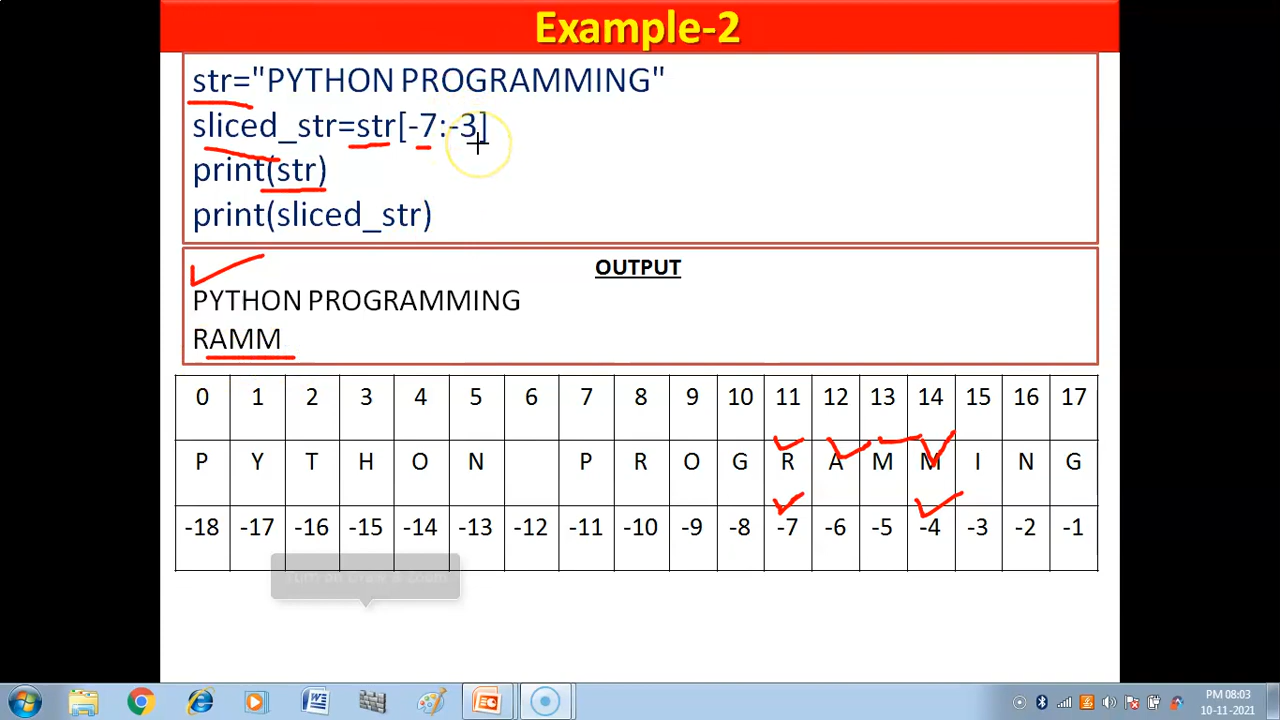 Example-2
str="PYTHON PROGRAMMING"
sliced_str=str[-7:-3]
print(str)
print(sliced_str)
OUTPUT
PYTHON PROGRAMMING
RAMM
0 1 2 3 4 5 6 7 8 9 10 11 12 13 14 15 16 17
P Y T H O N P R O G R A M M I N G
-18 -17 -16 -15 -14 -13 -12 -11 -10 -9 -8 -7 -6 -5 -4 -3 -2 -1
PM 08:03
10-11-2021